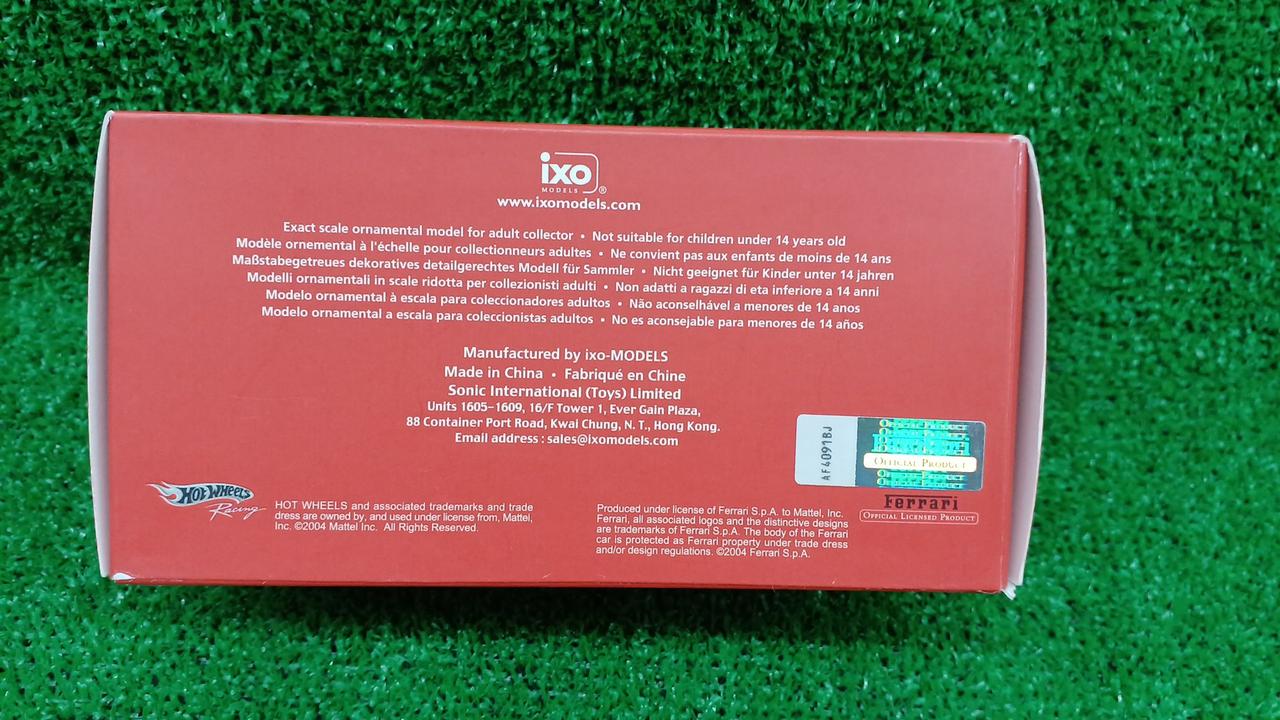 ixo
MODELS ®
www.ixomodels.com
Exact scale ornamental model for adult collector • Not suitable for children under 14 years old
Modèle ornemental à l'échelle pour collectionneurs adultes • Ne convient pas aux enfants de moins de 14 ans
Maßstabegetreues dekoratives detailgerechtes Modell für Sammler • Nicht geeignet für Kinder unter 14 jahren
Modelli ornamentali in scale ridotta per collezionisti adulti • Non adatti a ragazzi di eta inferiore a 14 anni
Modelo ornamental à escala para coleccionadores adultos • Não aconselhável a menores de 14 anos
Modelo ornamental a escala para coleccionistas adultos • No es aconsejable para menores de 14 años
Manufactured by ixo-MODELS
Made in China • Fabriqué en Chine
Sonic International (Toys) Limited
Units 1605-1609, 16/F Tower 1, Ever Gain Plaza,
88 Container Port Road, Kwai Chung, N. T., Hong Kong.
Email address : sales@ixomodels.com
AF4091BJ
OFFICIAL PRODUCT
Ferrari
OFFICIAL LICENSED PRODUCT
HOT WHEELS
Racing
HOT WHEELS and associated trademarks and trade
dress are owned by, and used under license from, Mattel,
Inc. ©2004 Mattel Inc. All Rights Reserved.
Produced under license of Ferrari S.p.A. to Mattel, Inc.
Ferrari, all associated logos and the distinctive designs
are trademarks of Ferrari S.p.A. The body of the Ferrari
car is protected as Ferrari property under trade dress
and/or design regulations. ©2004 Ferrari S.p.A.